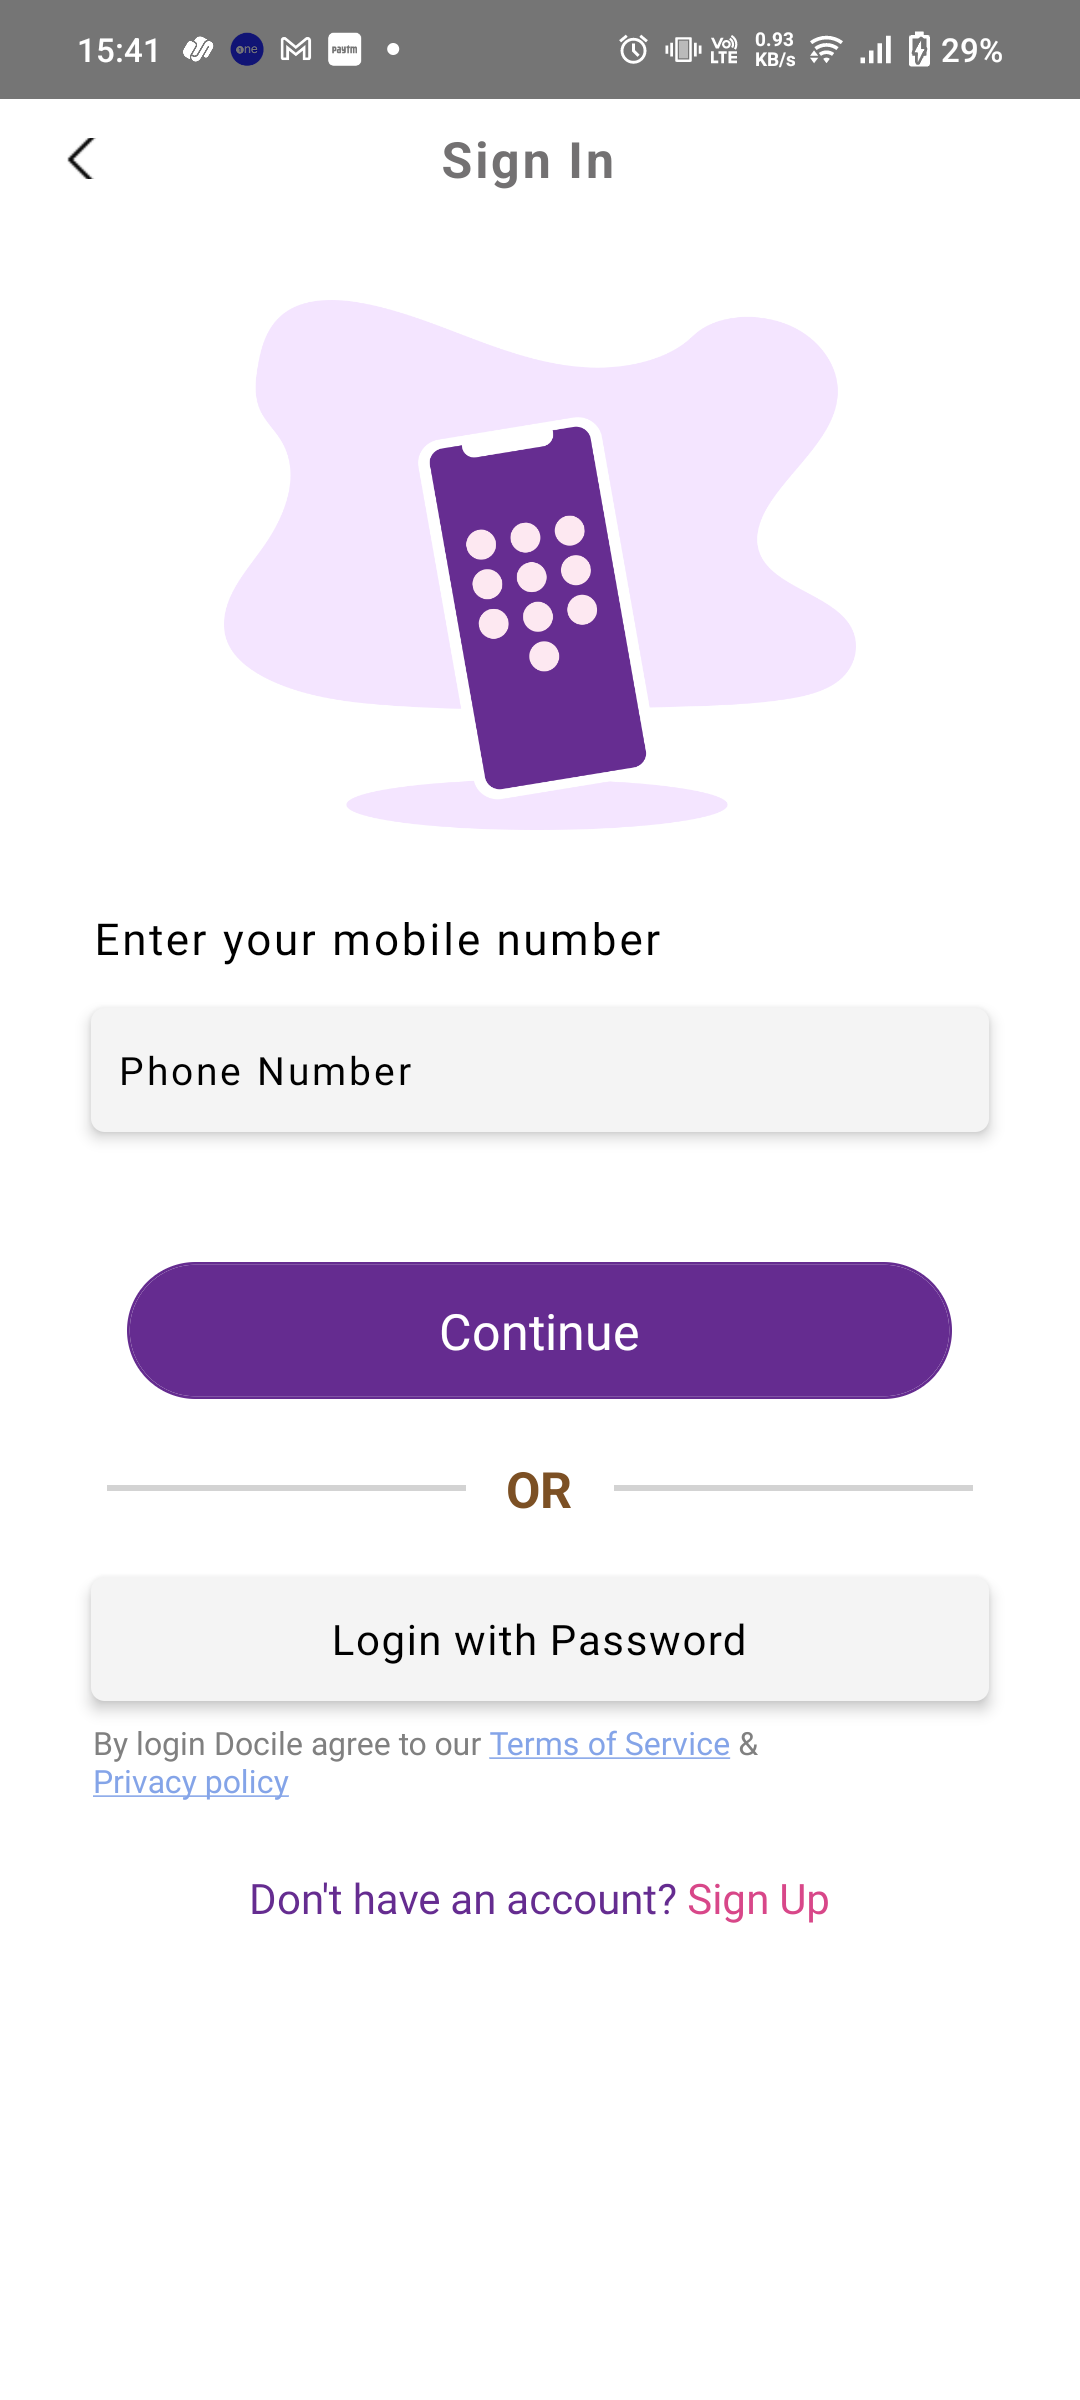 15:41 one Paytm Vo) LTE 0.93 KB/s 29%
Sign In
Enter your mobile number
Phone Number
Continue
OR
Login with Password
By login Docile agree to our Terms of Service &
Privacy policy
Don't have an account? Sign Up